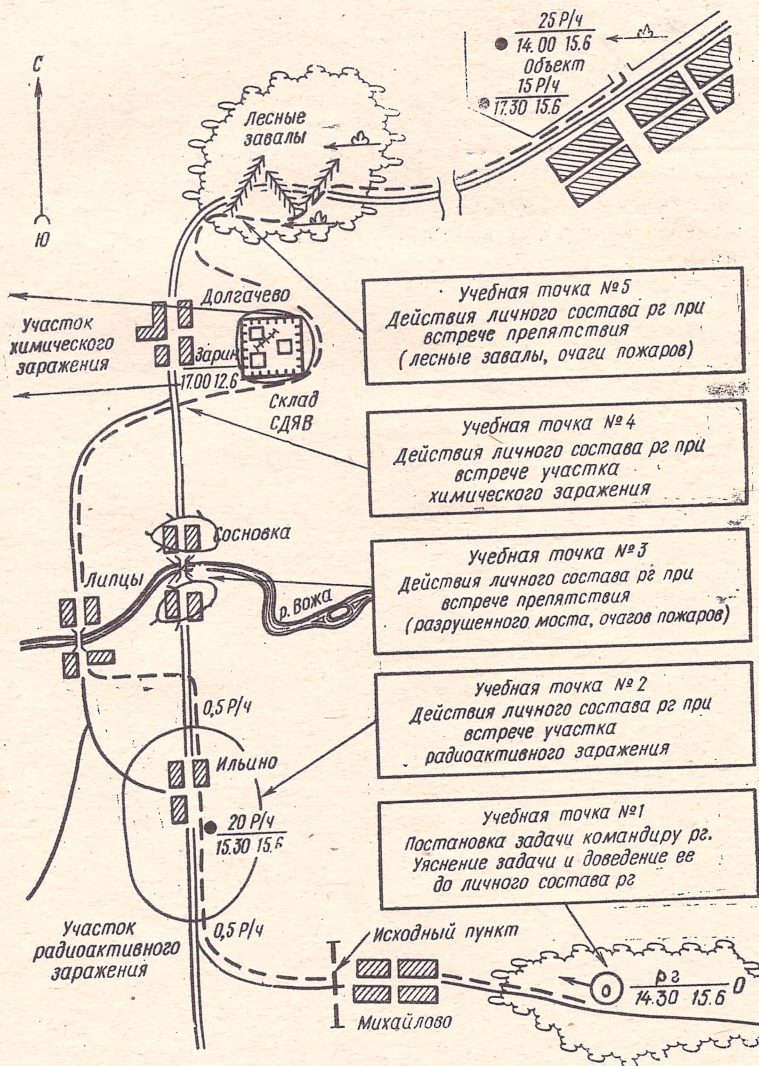 25 Р/ч
14.00 15.6
Объект
15 Р/ч
17.30 15.6
С
Ю
Лесные
завалы
Долгачево
Участок
химического
заражения
Зарин
17.00 12.6
Склад
СДЯВ
Учебная точка №5
Действия личного состава рг при
встрече препятствия
(лесные завалы, очаги пожаров)
Учебная точка №4
Действия личного состава рг при
встрече участка
химического заражения
Сосновка
Липцы
р. Вожа
Учебная точка №3
Действия личного состава рг при
встрече препятствия
(разрушенного моста, очагов пожаров)
0,5 Р/ч
Учебная точка №2
Действия личного состава рг при
встрече участка
радиоактивного заражения
Ильино
20 Р/ч
15.30 15.6
Учебная точка №1
Постановка задачи командиру рг.
Уяснение задачи и доведение ее
до личного состава рг
0,5 Р/ч
Участок
радиоактивного
заражения
Исходный пункт
Михайлово
О
рг
14.30 15.6
О